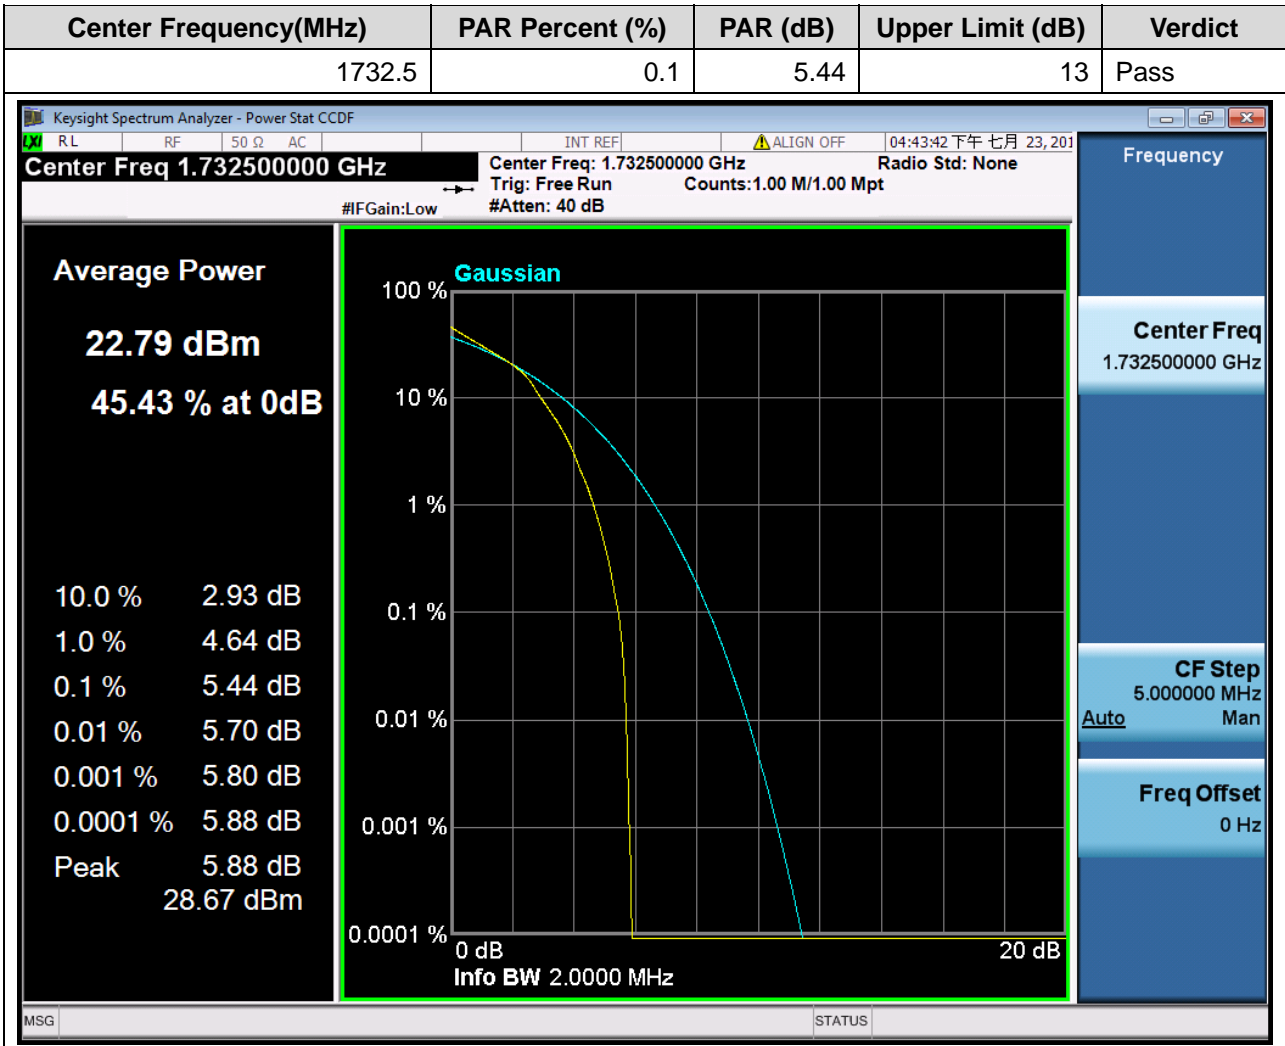 Center Frequency(MHz) PAR Percent (%) PAR (dB) Upper Limit (dB) Verdict
1732.5 0.1 5.44 13 Pass
Keysight Spectrum Analyzer - Power Stat CCDF
LXI RL RF 50 Ω AC INT REF ALIGN OFF 04:43:42 下午 七月 23, 201
Center Freq 1.732500000 GHz
Center Freq: 1.732500000 GHz Radio Std: None
Trig: Free Run Counts:1.00 M/1.00 Mpt
#IFGain:Low #Atten: 40 dB
Average Power
22.79 dBm
45.43 % at 0dB
10.0 % 2.93 dB
1.0 % 4.64 dB
0.1 % 5.44 dB
0.01 % 5.70 dB
0.001 % 5.80 dB
0.0001 % 5.88 dB
Peak 5.88 dB
28.67 dBm
Gaussian
100 %
10 %
1 %
0.1 %
0.01 %
0.001 %
0.0001 %
0 dB 20 dB
Info BW 2.0000 MHz
Frequency
Center Freq
1.732500000 GHz
CF Step
5.000000 MHz
Auto Man
Freq Offset
0 Hz
MSG STATUS